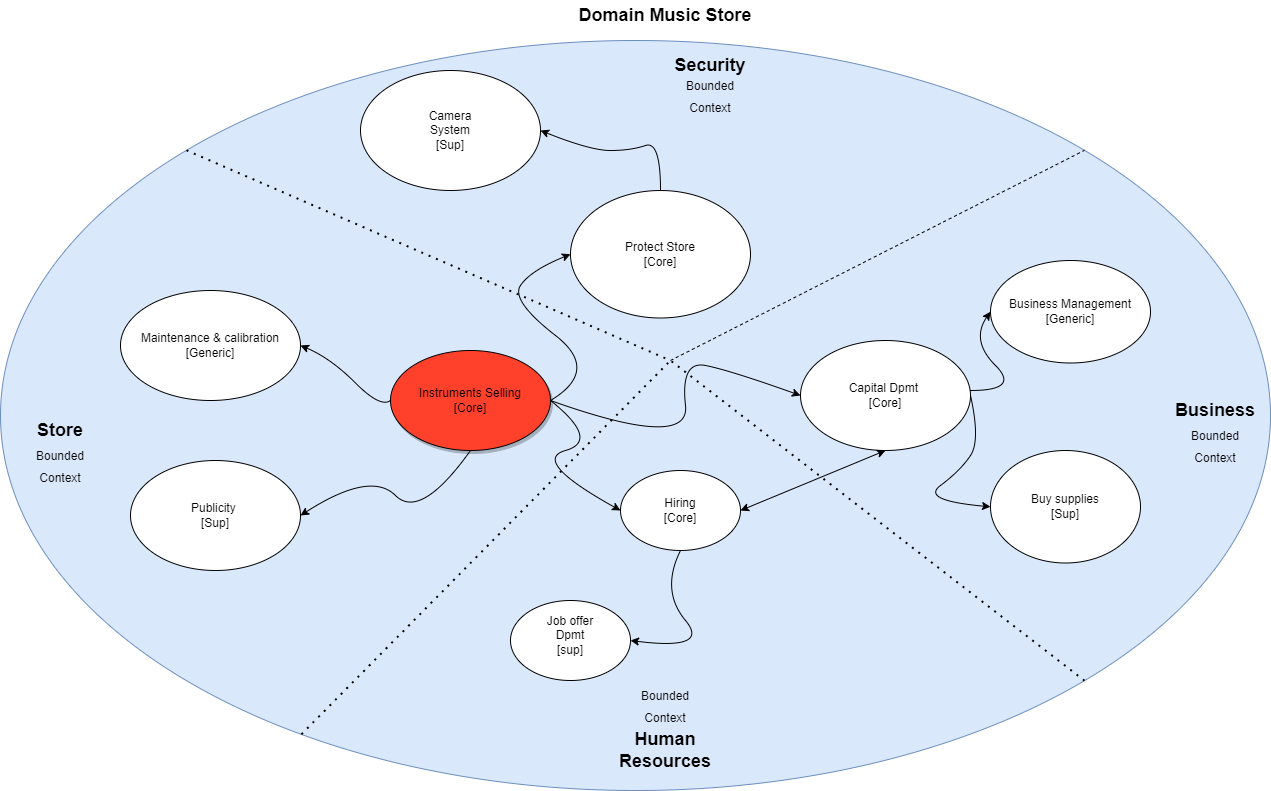 Domain Music Store
Security
Bounded
Context
Camera
System
[Sup]
Protect Store
[Core]
Business Management
[Generic]
Maintenance & calibration
[Generic]
Instruments Selling
[Core]
Capital Dpmt
[Core]
Store
Bounded
Context
Business
Bounded
Context
Publicity
[Sup]
Hiring
[Core]
Buy supplies
[Sup]
Job offer
Dpmt
[sup]
Bounded
Context
Human
Resources